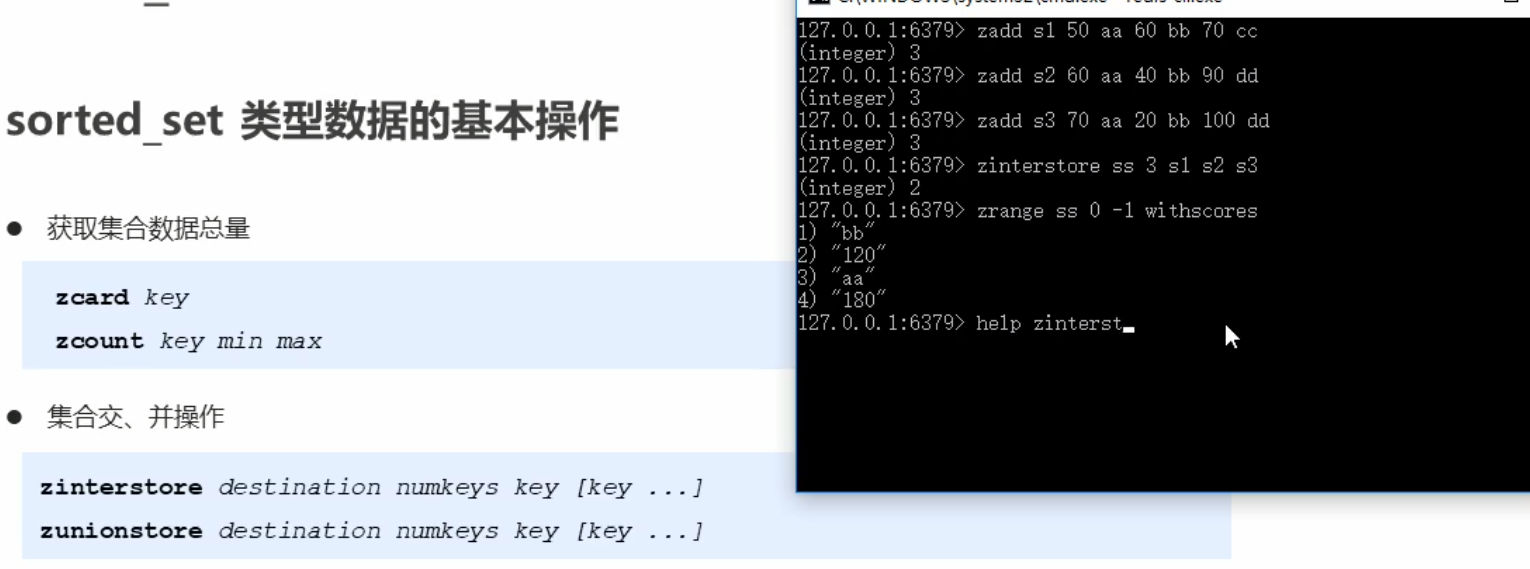 sorted_set 类型数据的基本操作
● 获取集合数据总量
zcard key
zcount key min max
● 集合交、并操作
zinterstore destination numkeys key [key ...]
zunionstore destination numkeys key [key ...]
127.0.0.1:6379> zadd s1 50 aa 60 bb 70 cc
(integer) 3
127.0.0.1:6379> zadd s2 60 aa 40 bb 90 dd
(integer) 3
127.0.0.1:6379> zadd s3 70 aa 20 bb 100 dd
(integer) 3
127.0.0.1:6379> zinterstore ss 3 s1 s2 s3
(integer) 2
127.0.0.1:6379> zrange ss 0 -1 withscores
1) "bb"
2) "120"
3) "aa"
4) "180"
127.0.0.1:6379> help zinterst